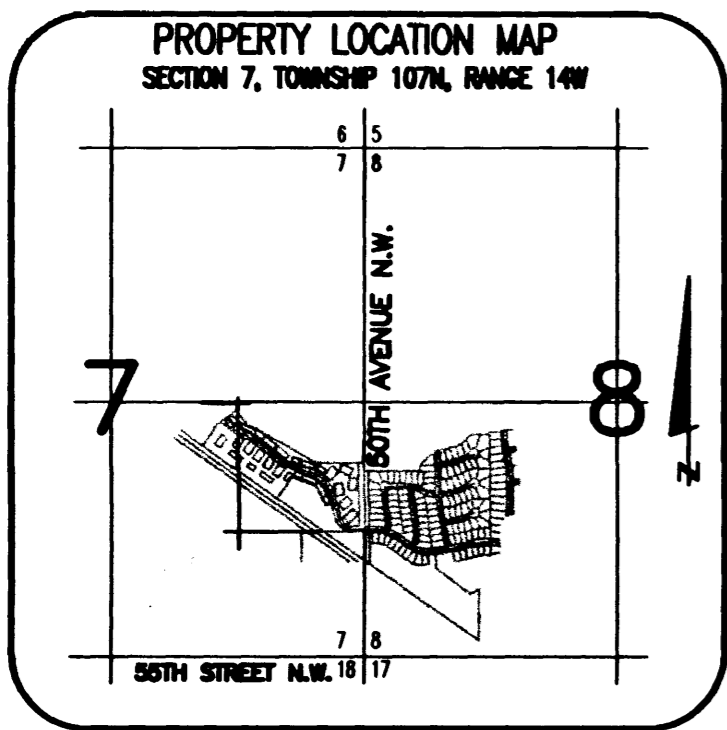 PROPERTY LOCATION MAP
SECTION 7, TOWNSHIP 107N, RANGE 14W
6 5
7 8
50TH AVENUE N.W.
7
8
N
7 8
55TH STREET N.W. 18 17